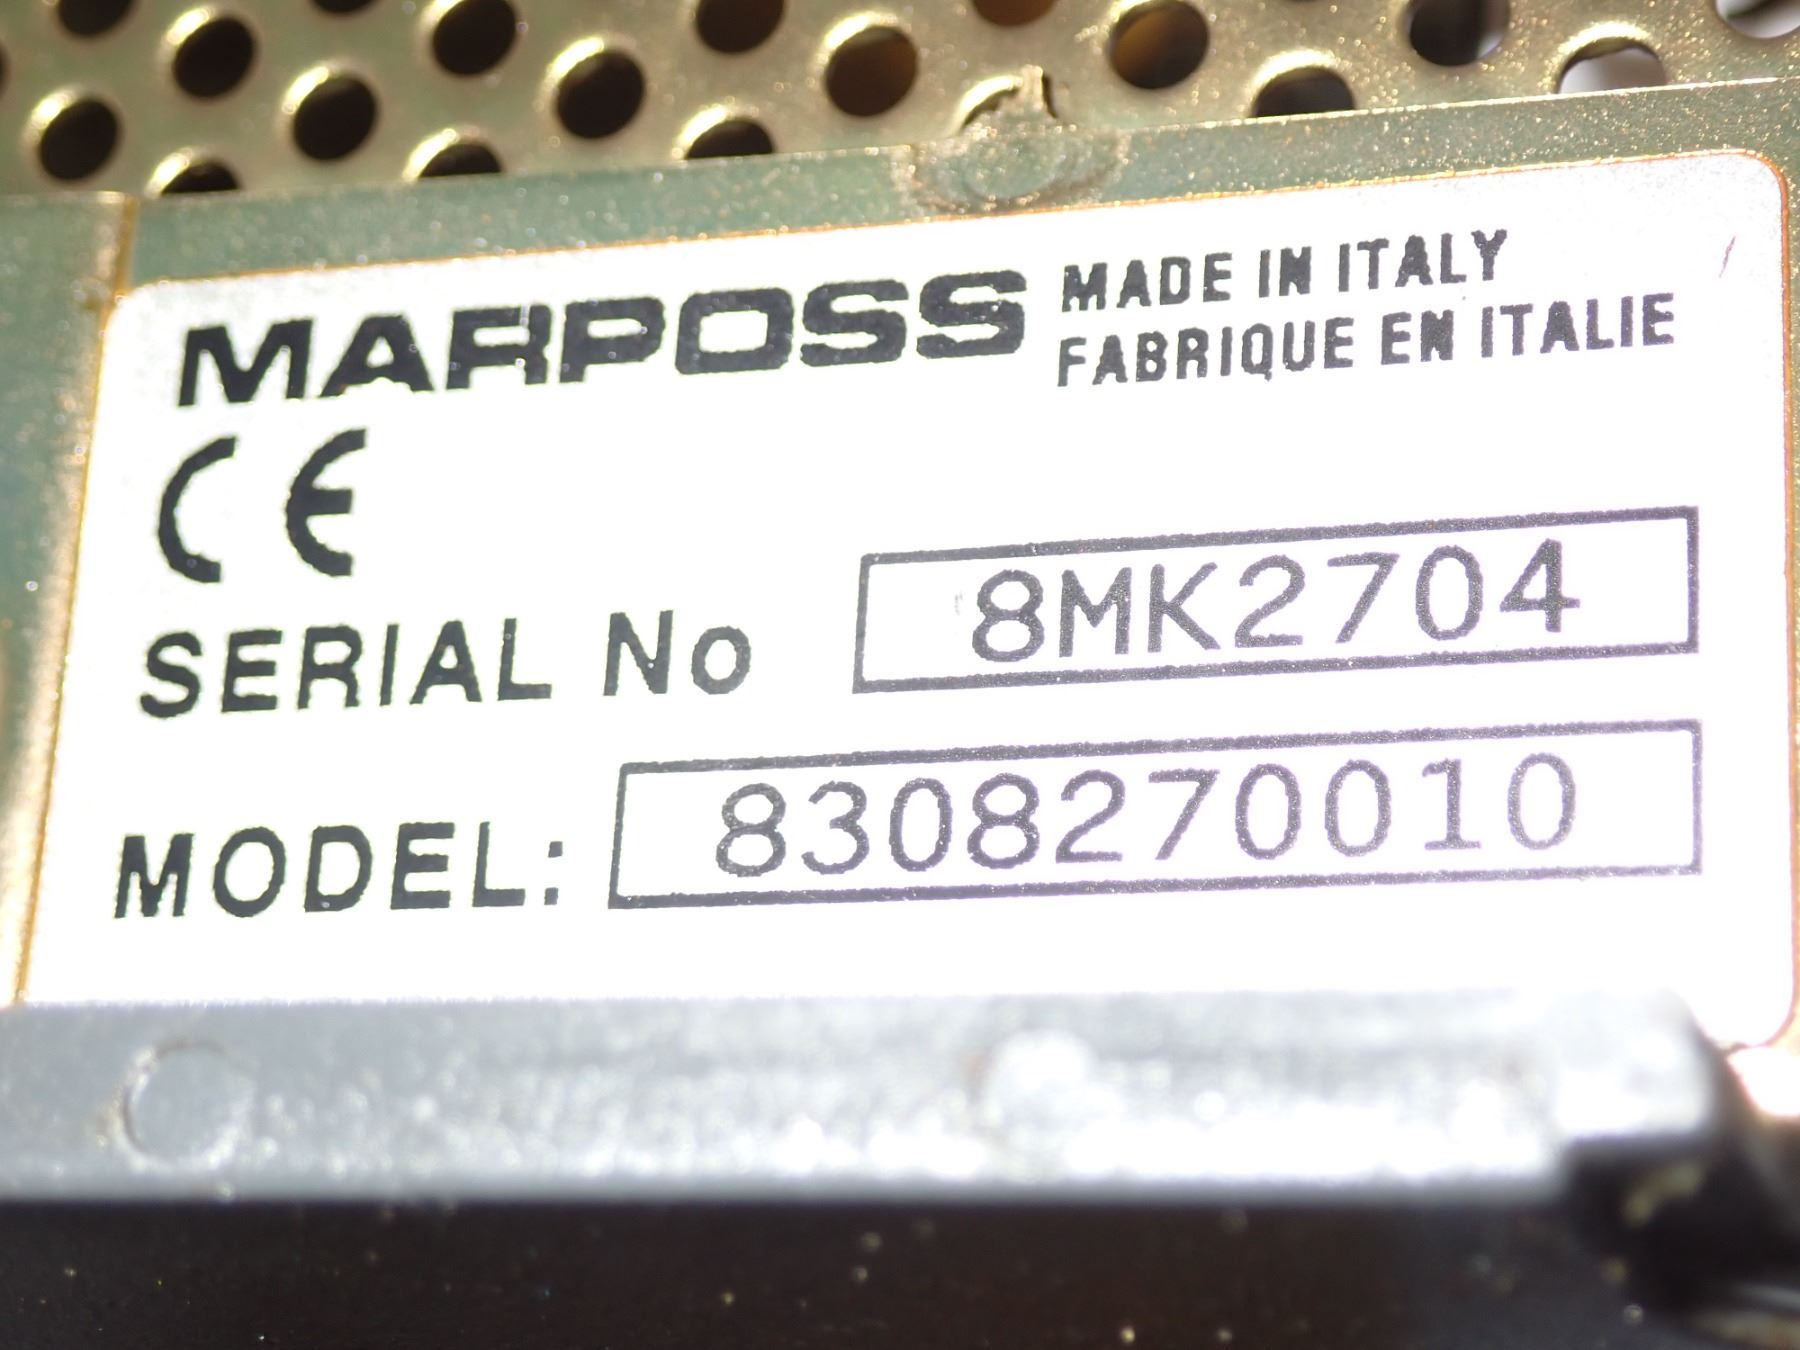 MARPOSS
MADE IN ITALY
FABRIQUE EN ITALIE
CE
SERIAL No 8MK2704
MODEL: 8308270010